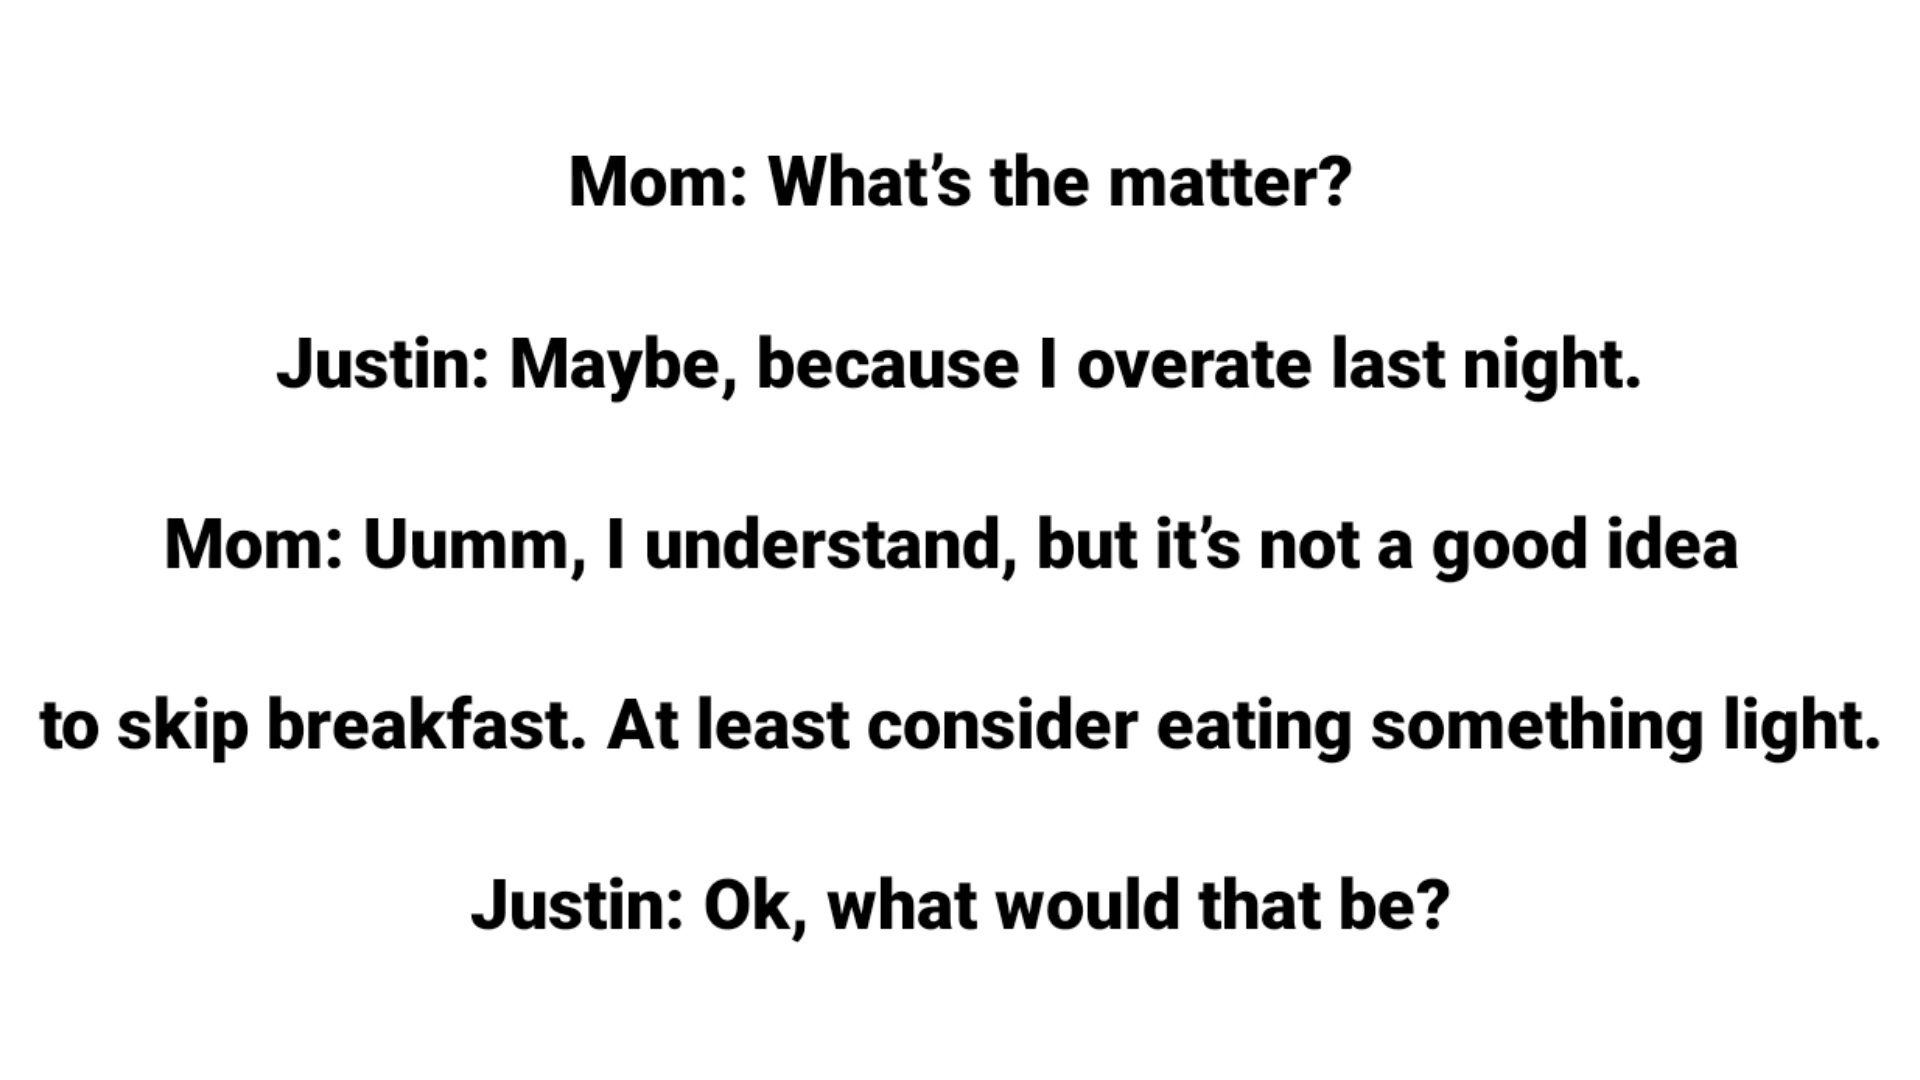 Mom: What’s the matter?
Justin: Maybe, because I overate last night.
Mom: Uumm, I understand, but it’s not a good idea
to skip breakfast. At least consider eating something light.
Justin: Ok, what would that be?